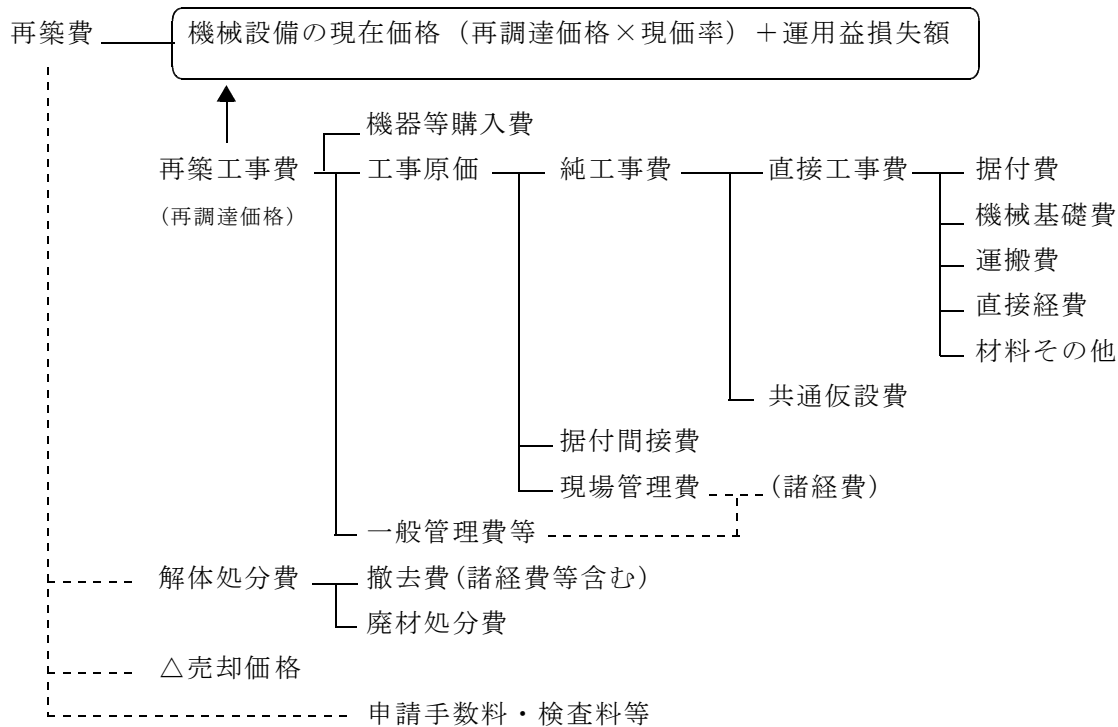 再築費 機械設備の現在価格（再調達価格×現価率）＋運用益損失額
機器等購入費
再築工事費 工事原価 純工事費 直接工事費 据付費
(再調達価格) 機械基礎費
運搬費
直接経費
材料その他
共通仮設費
据付間接費
現場管理費 (諸経費)
一般管理費等
解体処分費 撤去費(諸経費等含む)
廃材処分費
△売却価格
申請手数料・検査料等